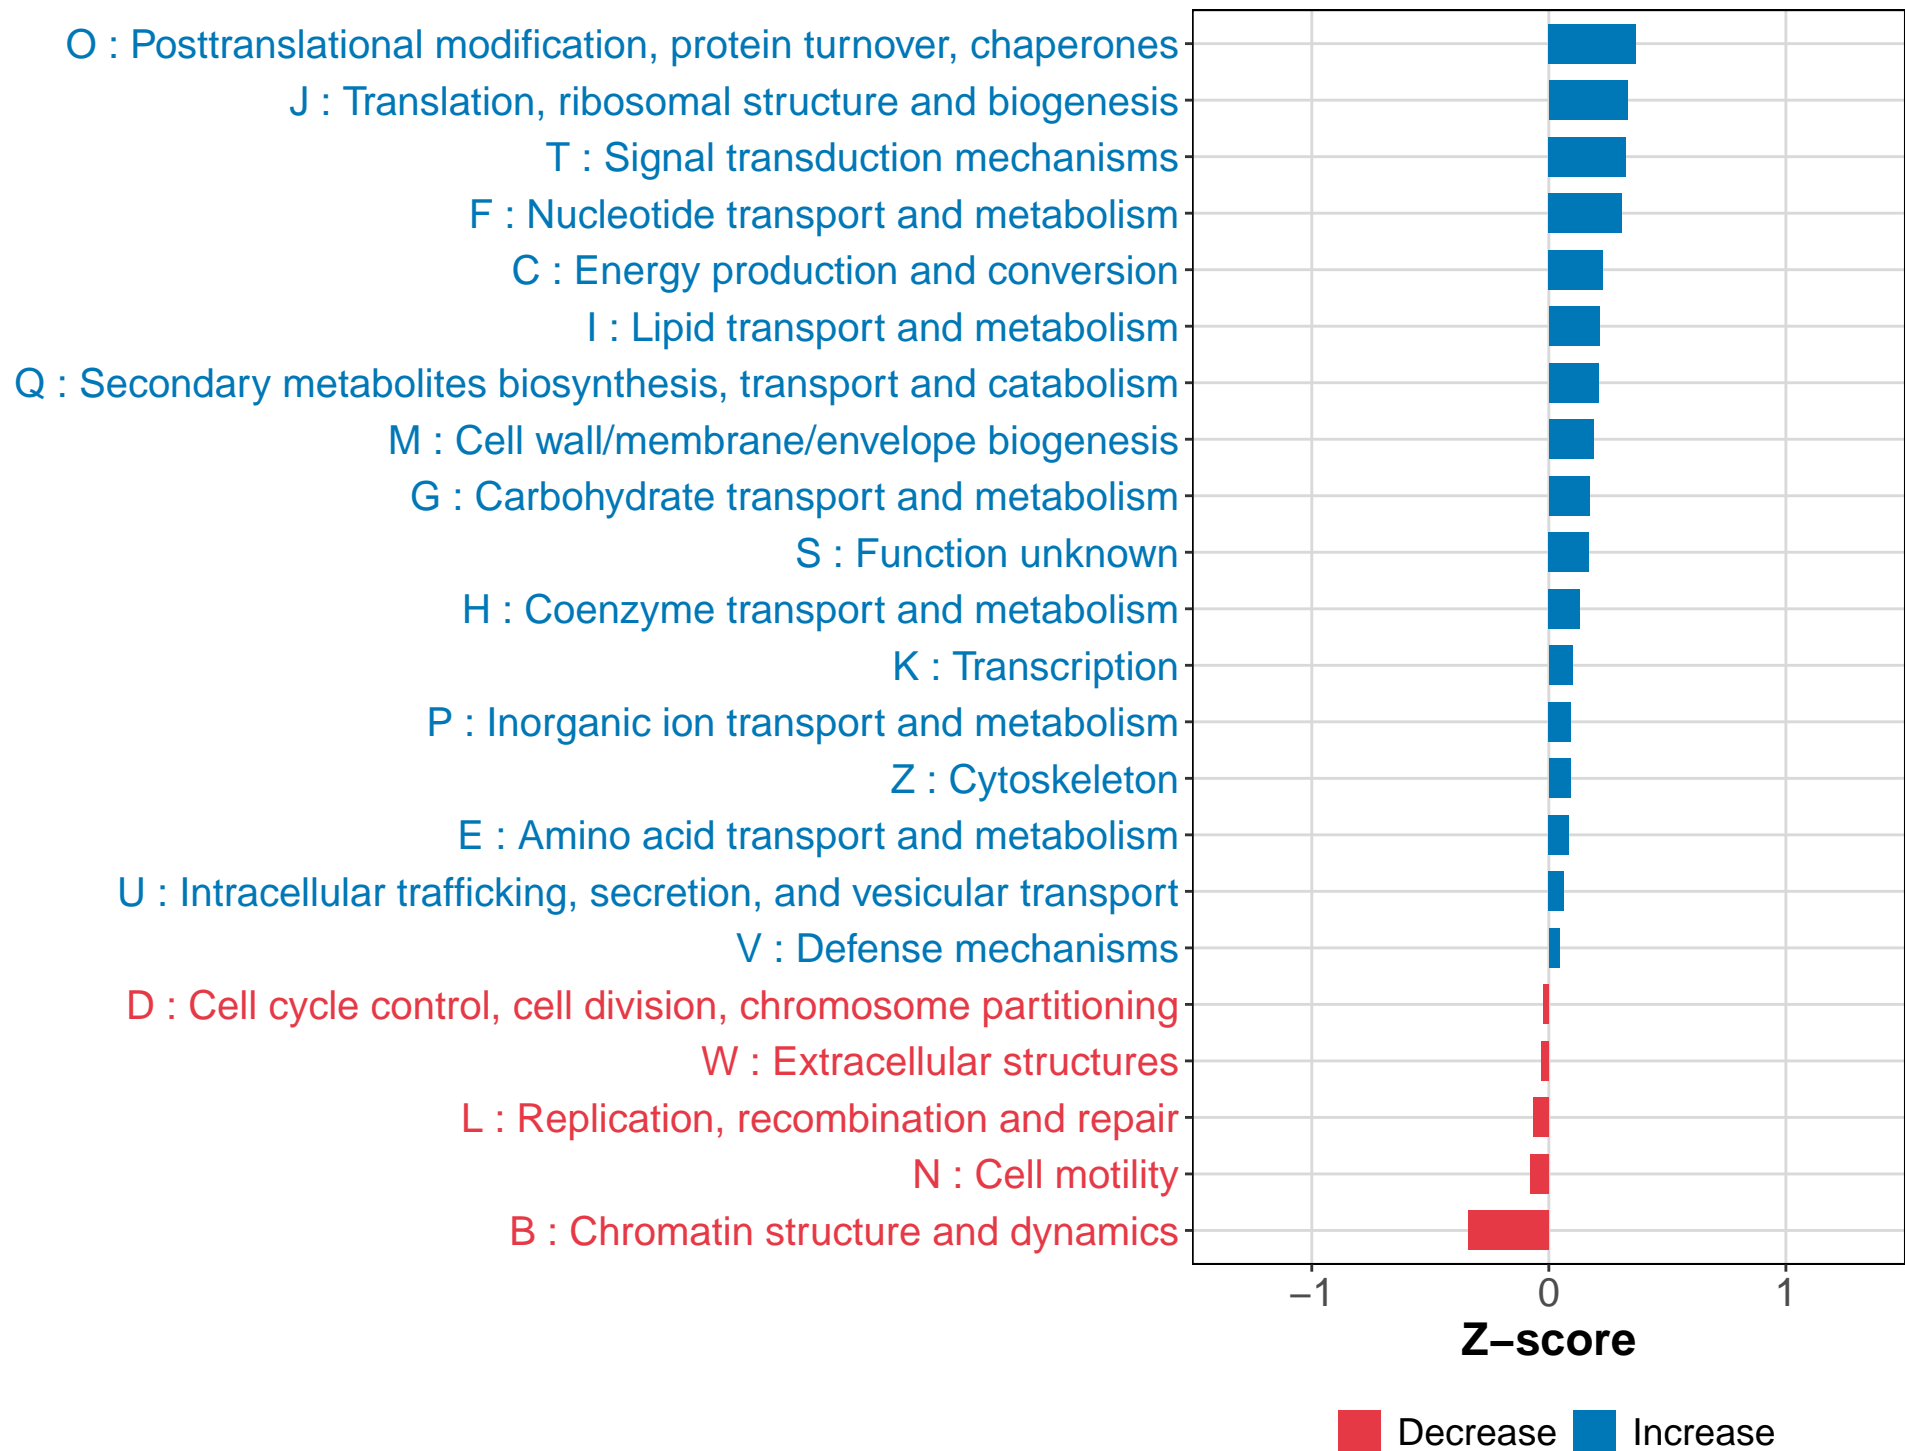 O : Posttranslational modification, protein turnover, chaperones
J : Translation, ribosomal structure and biogenesis
T : Signal transduction mechanisms
F : Nucleotide transport and metabolism
C : Energy production and conversion
I : Lipid transport and metabolism
Q : Secondary metabolites biosynthesis, transport and catabolism
M : Cell wall/membrane/envelope biogenesis
G : Carbohydrate transport and metabolism
S : Function unknown
H : Coenzyme transport and metabolism
K : Transcription
P : Inorganic ion transport and metabolism
Z : Cytoskeleton
E : Amino acid transport and metabolism
U : Intracellular trafficking, secretion, and vesicular transport
V : Defense mechanisms
D : Cell cycle control, cell division, chromosome partitioning
W : Extracellular structures
L : Replication, recombination and repair
N : Cell motility
B : Chromatin structure and dynamics
−1 0 1
Z−score
Decrease Increase